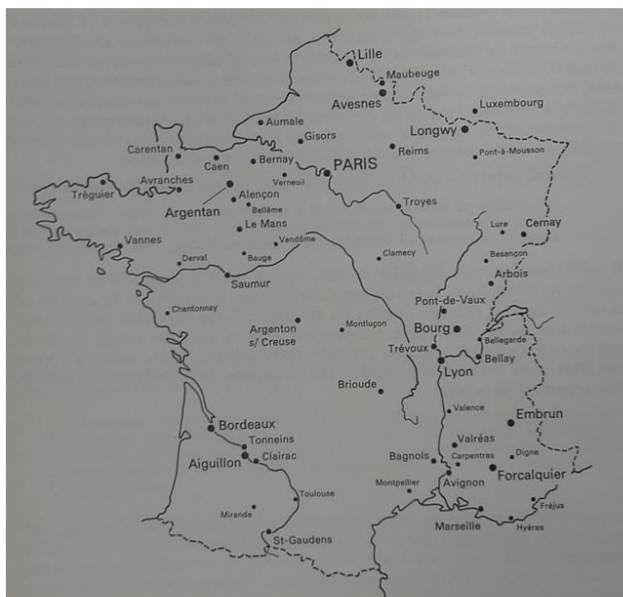 Lille
Maubeuge
Avesnes
Luxembourg
Aumale
Longwy
Gisors
Carentan
Caen
Bernay
Reims
Pont-à-Mousson
PARIS
Verneuil
Tréguier
Avranches
Alençon
Argentan
Bellême
Troyes
Le Mans
Lure
Cernay
Vannes
Vendôme
Derval
Bauge
Clamecy
Besançon
Arbois
Saumur
Chantonnay
Pont-de-Vaux
Argenton
s/ Creuse
Montluçon
Bourg
Bellegarde
Trévoux
Bellay
Lyon
Brioude
Valence
Embrun
Bordeaux
Tonneins
Valréas
Aiguillon
Clairac
Bagnols
Carpentras
Digne
Forcalquier
Avignon
Montpellier
Toulouse
Mirande
Fréjus
Marseille
Hyères
St-Gaudens